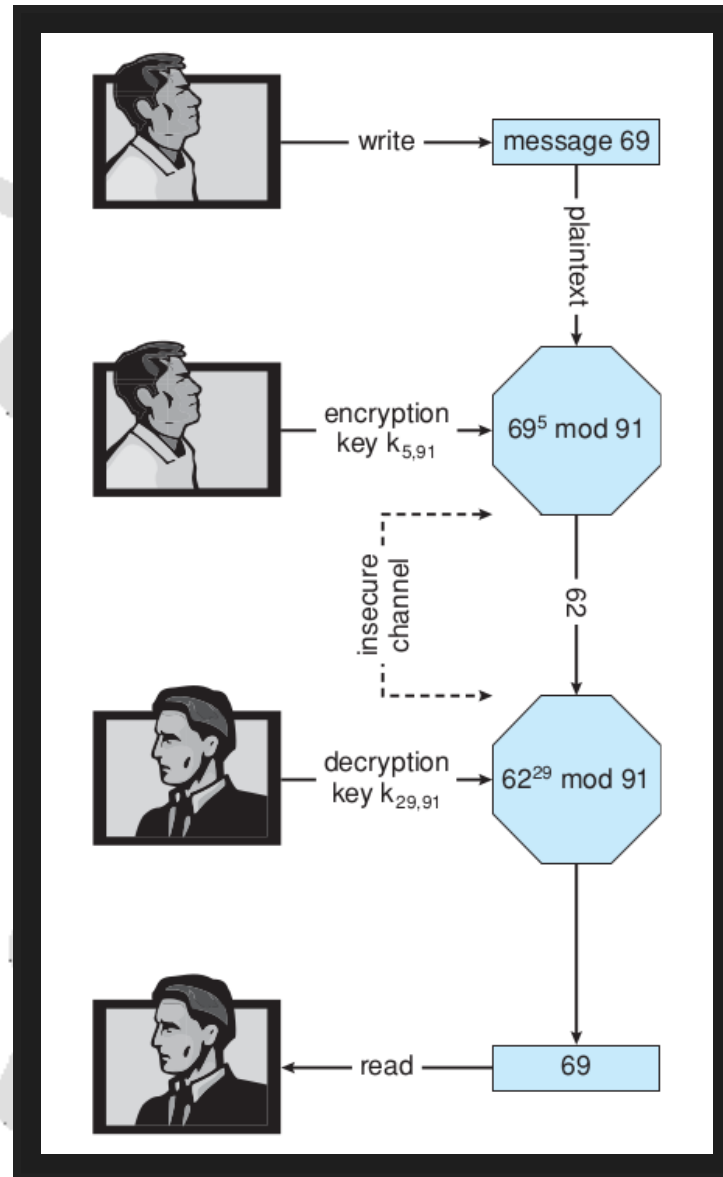 write
message 69
plaintext
encryption
key k₅,₉₁
69⁵ mod 91
insecure
channel
62
decryption
key k₂₉,₉₁
62²⁹ mod 91
read
69